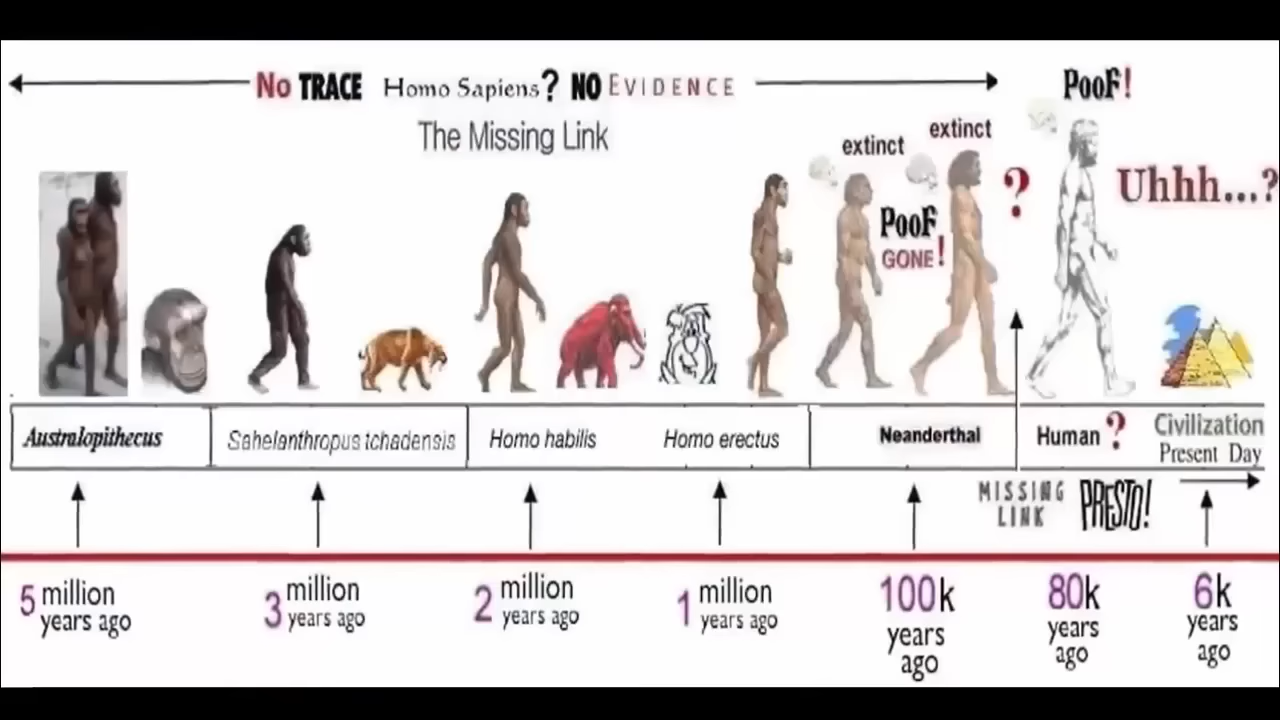 No TRACE Homo Sapiens? NO EVIDENCE
The Missing Link
PooF!
extinct
extinct
PooF
GONE!
?
Uhhh...?
Australopithecus
Sahelanthropus tchadensis
Homo habilis
Homo erectus
Neanderthal
Human ?
Civilization
Present Day
MISSING
LINK
PRESTO!
5 million
years ago
3 million
years ago
2 million
years ago
1 million
years ago
100k
years
ago
80k
years
ago
6k
years
ago